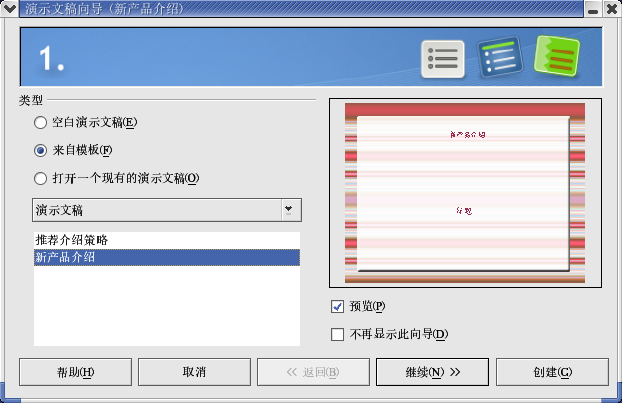 演示文稿向导 (新产品介绍)
1.
类型
空白演示文稿(E)
来自模板(F)
打开一个现有的演示文稿(O)
演示文稿
推荐介绍策略
新产品介绍
新产品介绍
标题
预览(P)
不再显示此向导(D)
帮助(H)
取消
<< 返回(B)
继续(N) >>
创建(C)